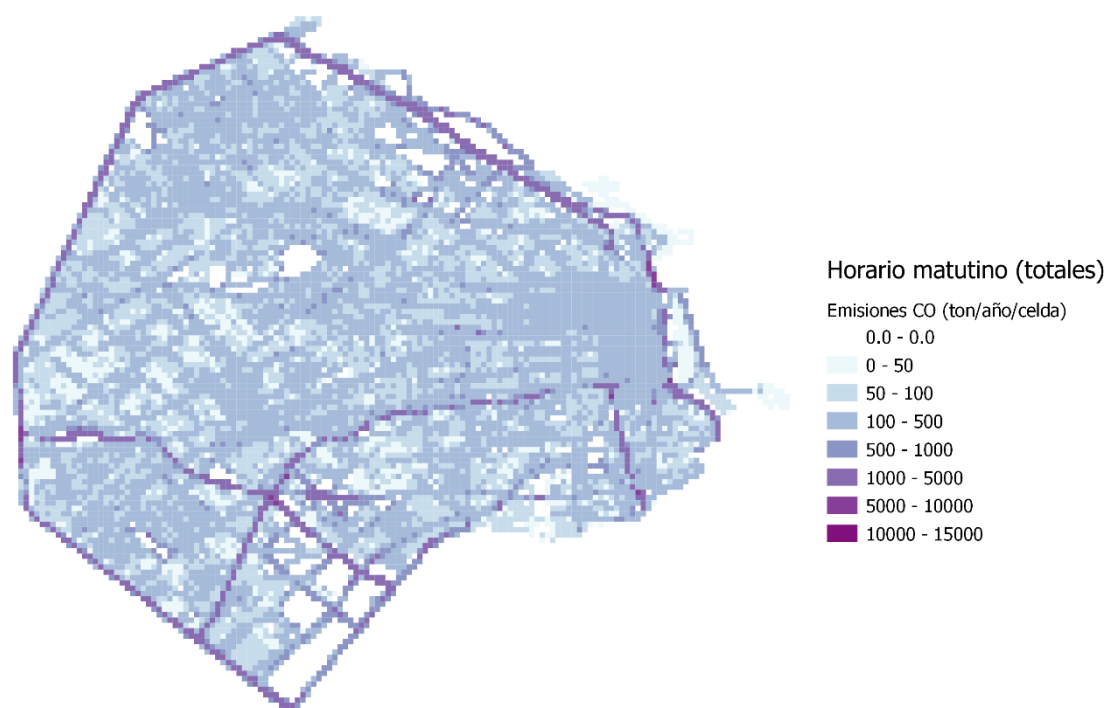 Horario matutino (totales)
Emisiones CO (ton/año/celda)
0.0 - 0.0
0 - 50
50 - 100
100 - 500
500 - 1000
1000 - 5000
5000 - 10000
10000 - 15000